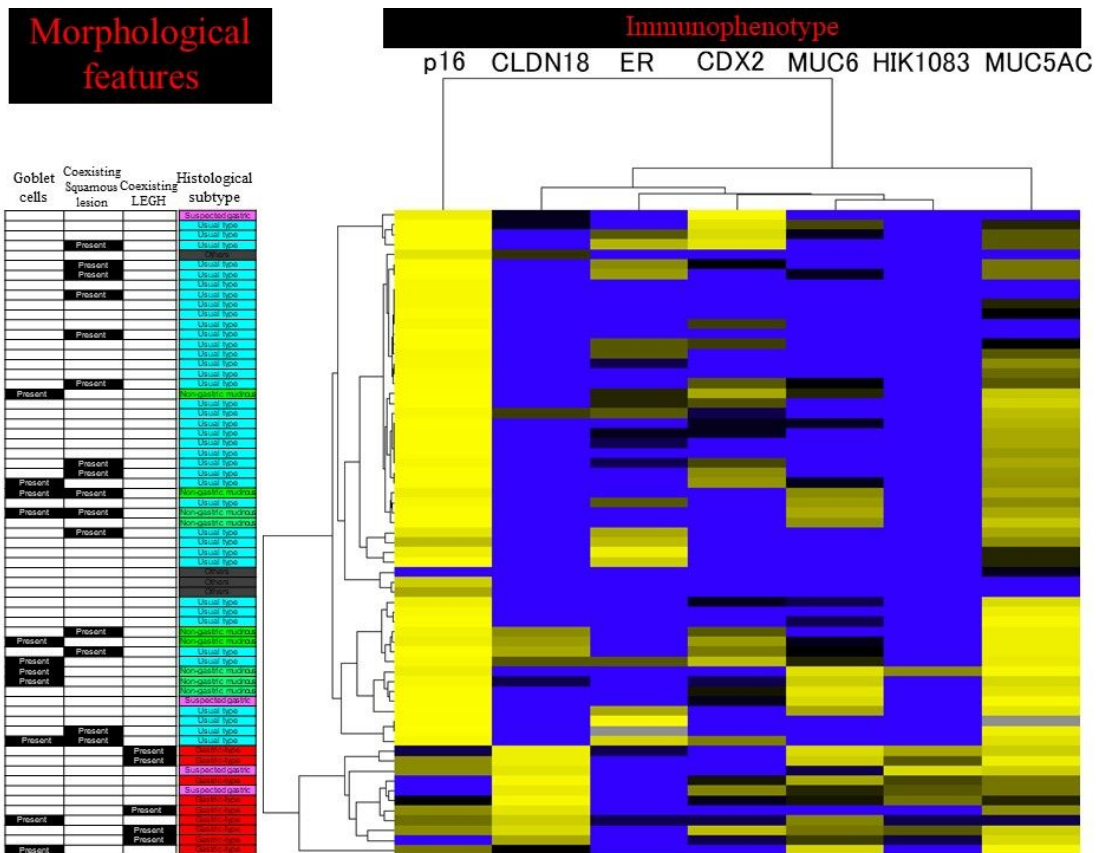 Morphological
features
Immunophenotype
p16 CLDN18 ER CDX2 MUC6 HIK1083 MUC5AC
Goblet
cells
Coexisting
Squamous
lesion
Coexisting
LEGH
Histological
subtype
Suspected gastric
Usual type
Usual type
Present Usual type
Others
Present Usual type
Present Usual type
Usual type
Present Usual type
Usual type
Usual type
Usual type
Present Usual type
Usual type
Usual type
Usual type
Usual type
Present Usual type
Present Non-gastric
Usual type
Usual type
Usual type
Usual type
Usual type
Usual type
Present Usual type
Present Usual type
Present Usual type
Present Present Non-gastric
Usual type
Present Present Non-gastric
Non-gastric
Present Usual type
Usual type
Usual type
Usual type
Others
Others
Others
Usual type
Usual type
Usual type
Present Non-gastric
Present Non-gastric
Present Usual type
Present Usual type
Present Non-gastric
Present Non-gastric
Non-gastric
Suspected gastric
Usual type
Usual type
Present Usual type
Present Present Usual type
Present Gastric-type
Present Gastric-type
Suspected gastric
Gastric-type
Suspected gastric
Gastric-type
Present Gastric-type
Present Gastric-type
Present Gastric-type
Present Gastric-type
Present Gastric-type